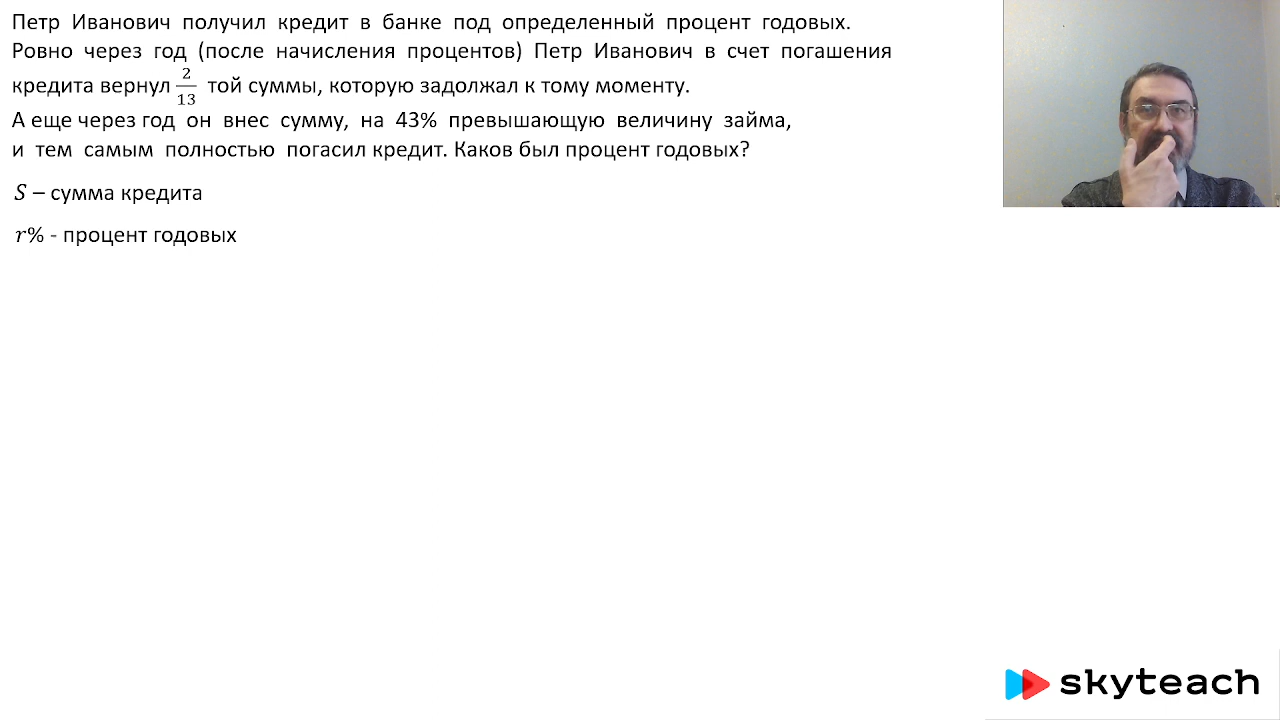 Петр Иванович получил кредит в банке под определенный процент годовых.
Ровно через год (после начисления процентов) Петр Иванович в счет погашения
кредита вернул 2/13 той суммы, которую задолжал к тому моменту.
А еще через год он внес сумму, на 43% превышающую величину займа,
и тем самым полностью погасил кредит. Каков был процент годовых?
S – сумма кредита
r% - процент годовых
skyteach